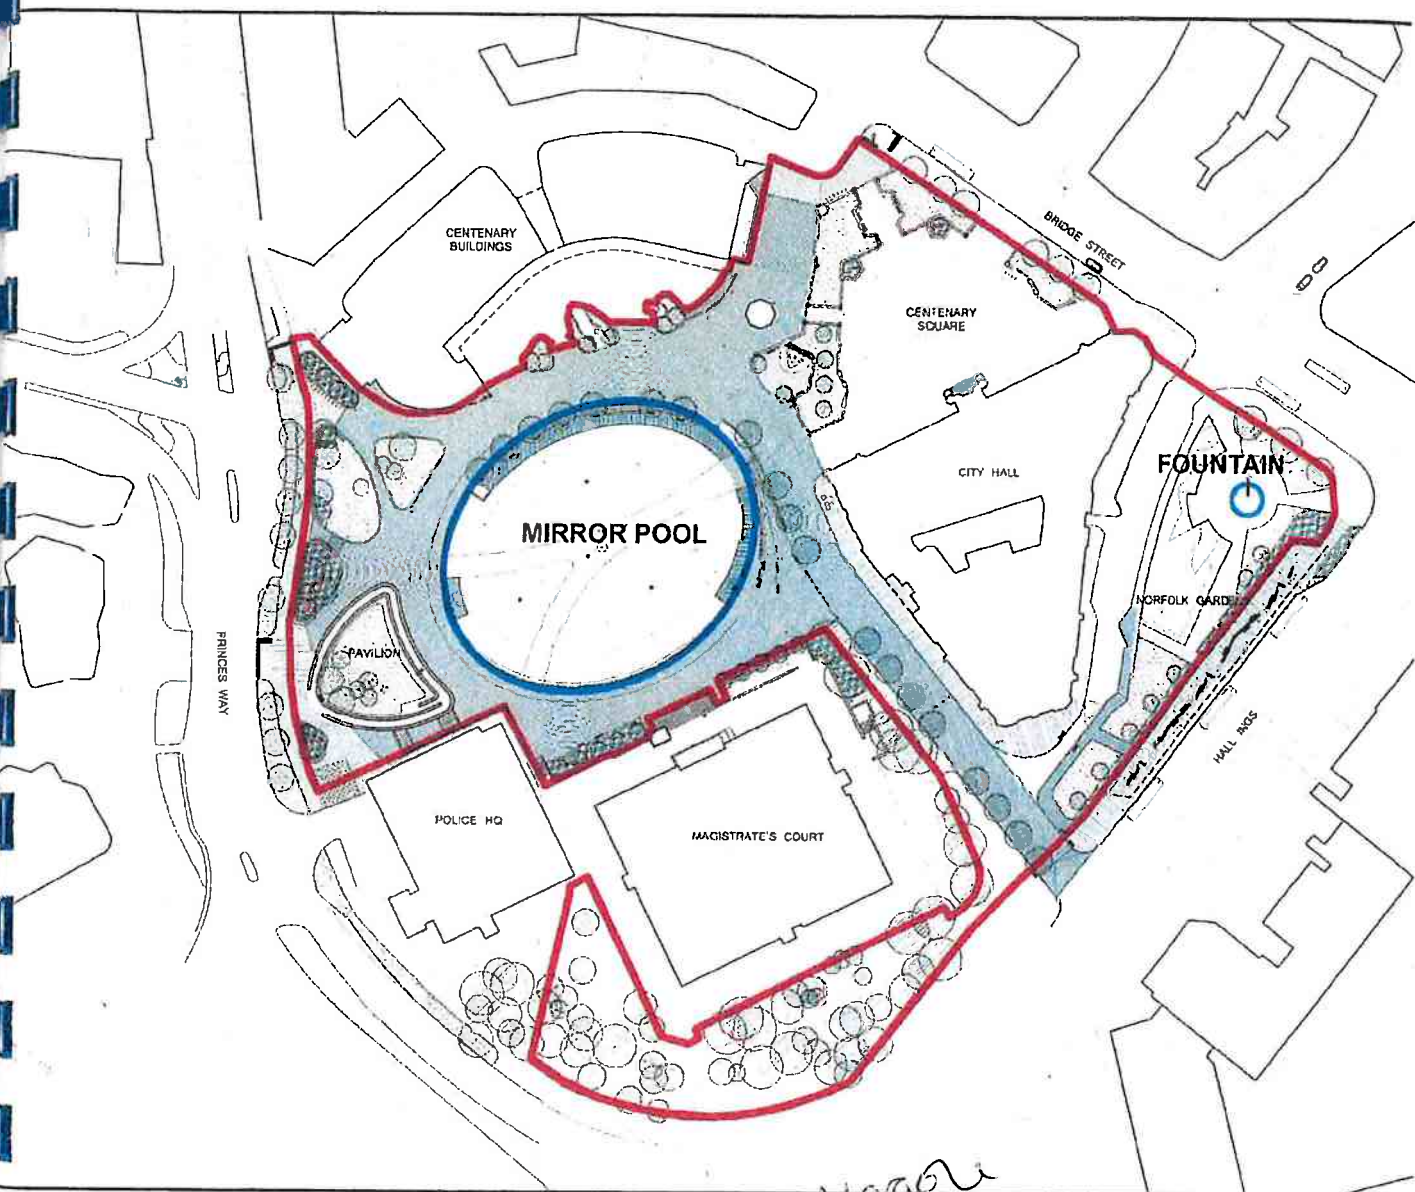 BRIDGE STREET
CENTENARY
BUILDINGS
CENTENARY
SQUARE
FOUNTAIN
CITY HALL
MIRROR POOL
NORFOLK GARDENS
PAVILION
PRINCES WAY
HALL INGS
POLICE HQ
MAGISTRATE'S COURT